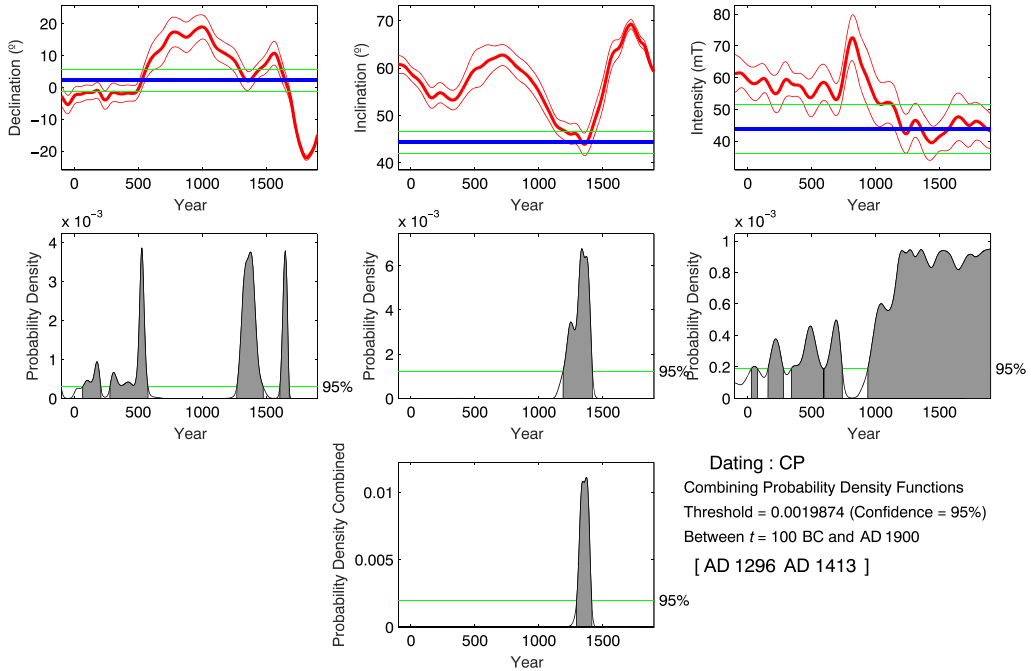 20
10
0
−10
−20
Declination (º)
0
500
1000
1500
Year
70
60
50
40
Inclination (º)
0
500
1000
1500
Year
80
70
60
50
40
Intensity (mT)
0
500
1000
1500
Year
x 10⁻³
4
3
2
1
0
Probability Density
95%
0
500
1000
1500
Year
x 10⁻³
6
4
2
0
Probability Density
95%
0
500
1000
1500
Year
x 10⁻³
1
0.8
0.6
0.4
0.2
0
Probability Density
95%
0
500
1000
1500
Year
0.01
0.005
0
Probability Density Combined
95%
0
500
1000
1500
Year
Dating : CP
Combining Probability Density Functions
Threshold = 0.0019874 (Confidence = 95%)
Between t = 100 BC and AD 1900
[ AD 1296 AD 1413 ]